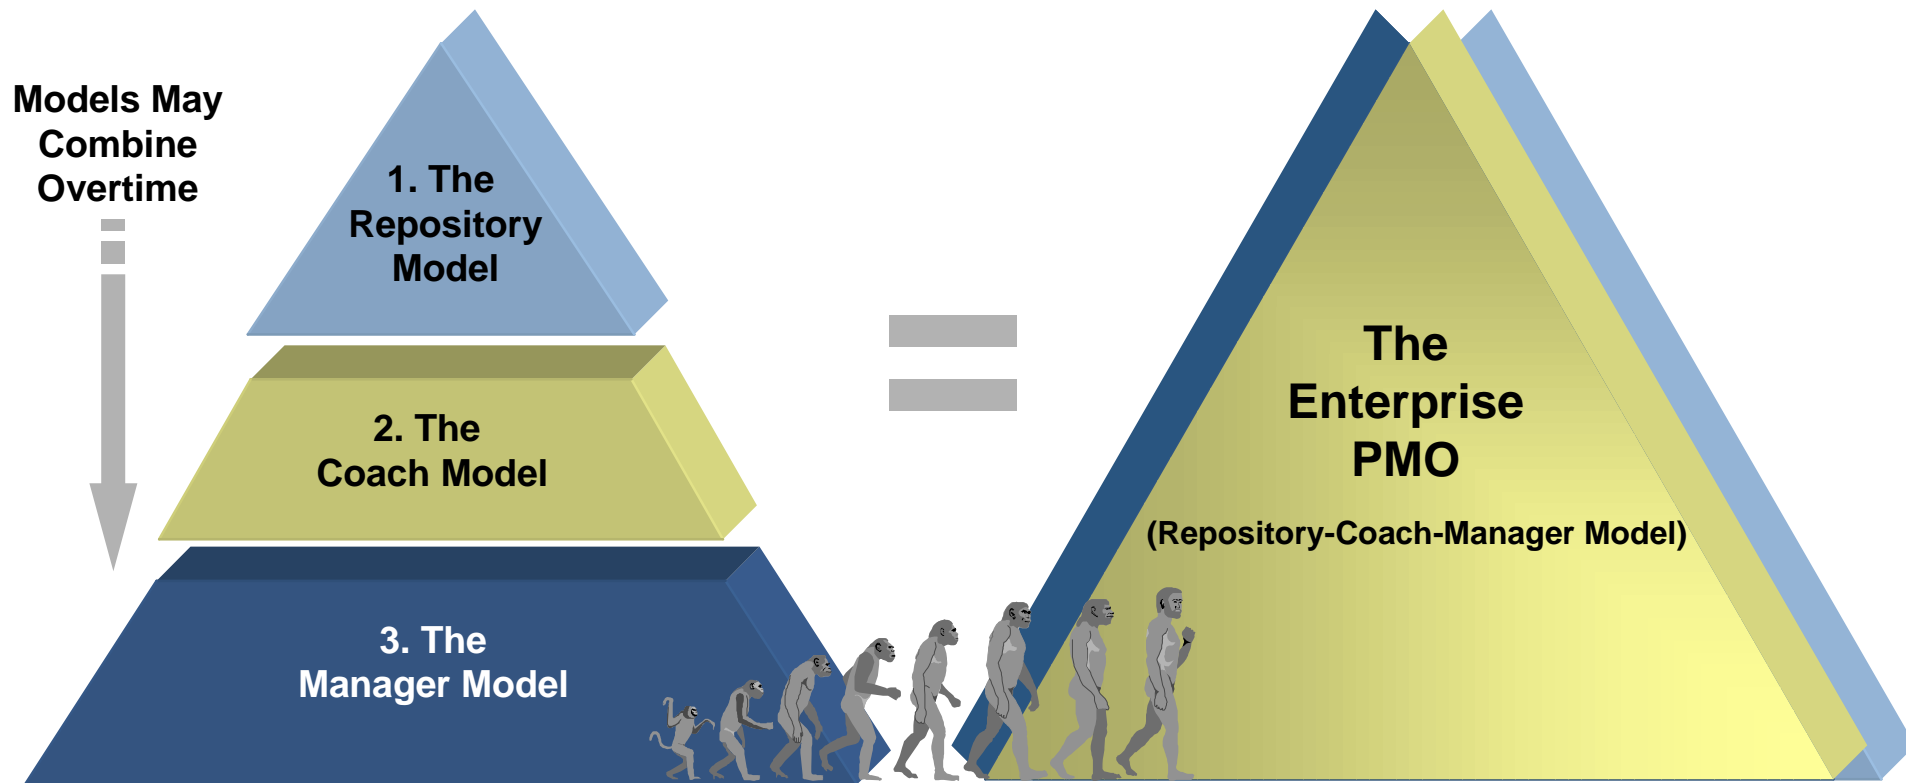 Models May
Combine
Overtime
1. The
Repository
Model
2. The
Coach Model
3. The
Manager Model
The
Enterprise
PMO
(Repository-Coach-Manager Model)